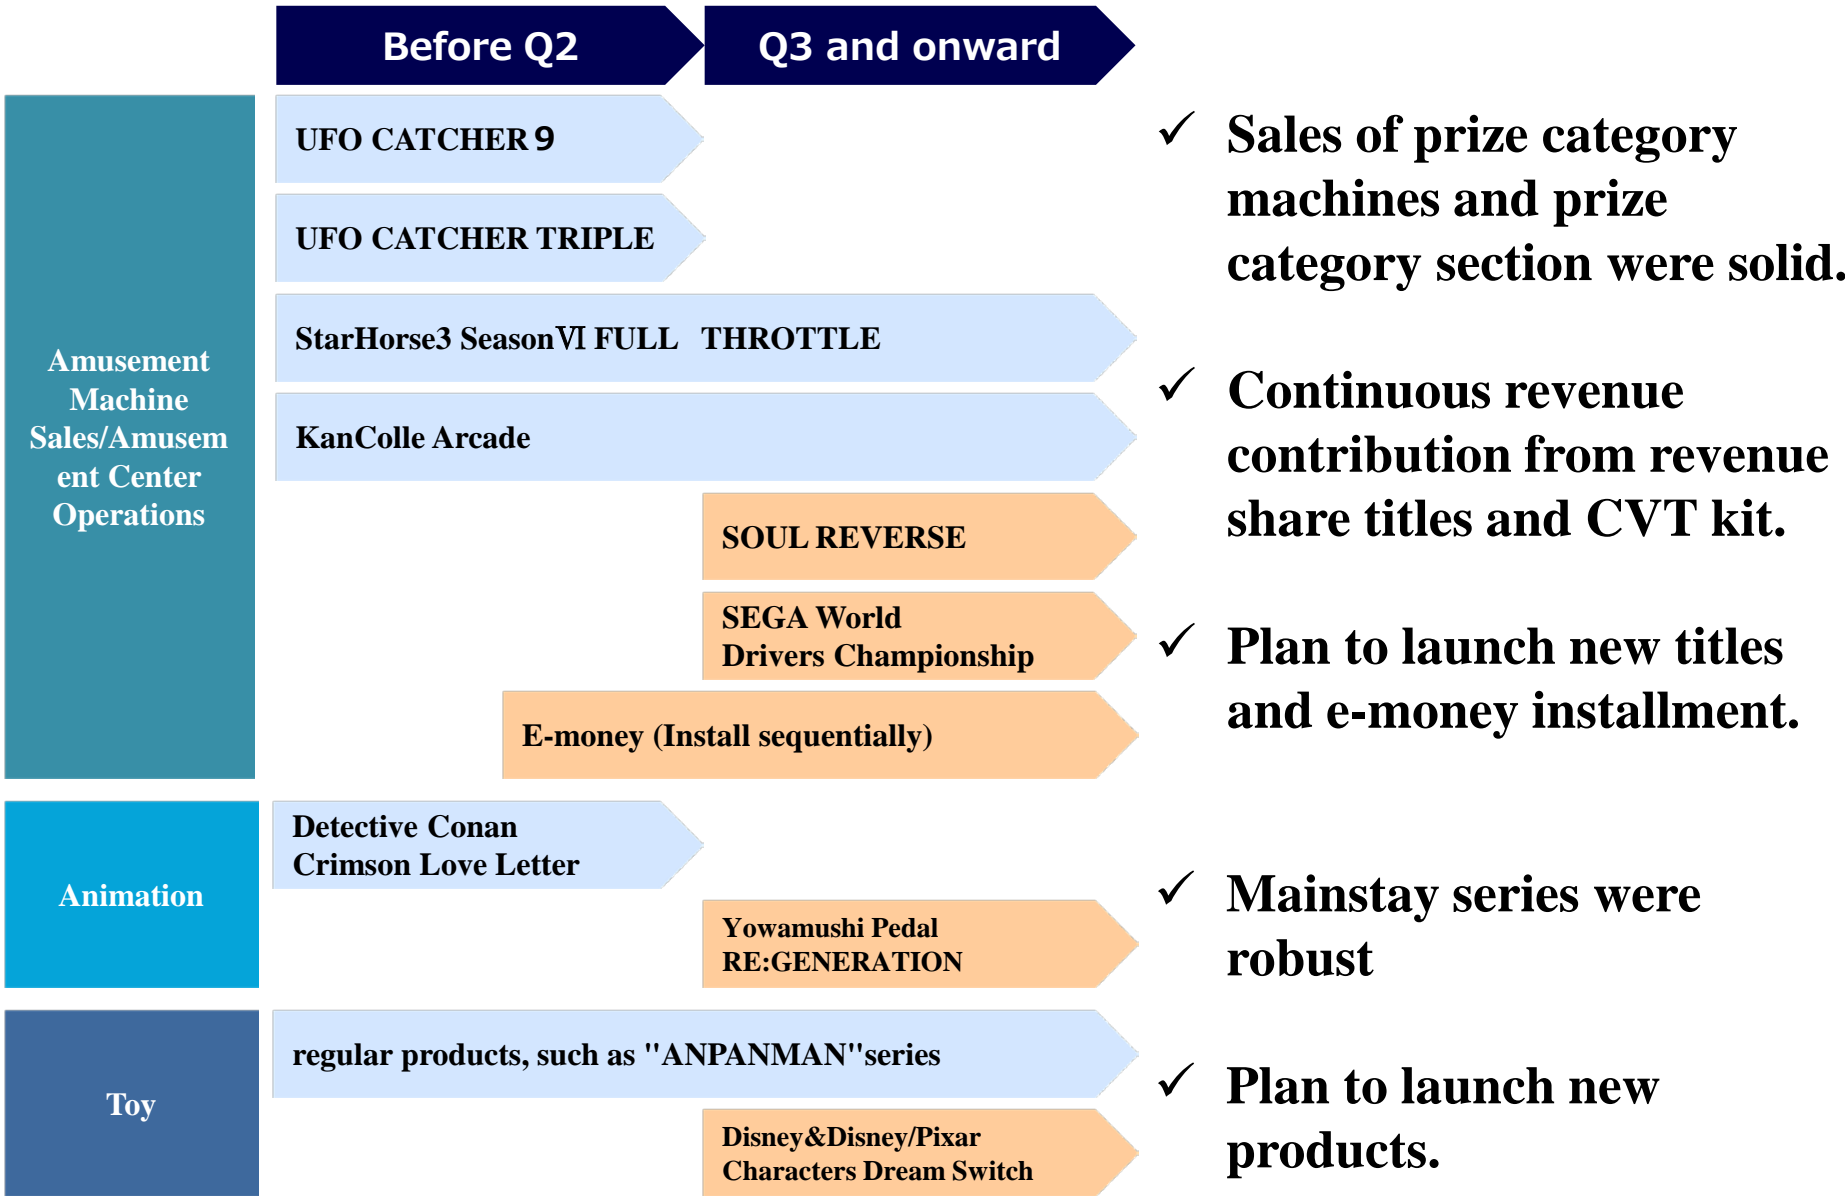 Before Q2
Q3 and onward
Amusement
Machine
Sales/Amusem
ent Center
Operations
UFO CATCHER 9
UFO CATCHER TRIPLE
StarHorse3 SeasonⅥ FULL THROTTLE
KanColle Arcade
SOUL REVERSE
SEGA World
Drivers Championship
E-money (Install sequentially)
✓ Sales of prize category
machines and prize
category section were solid.
✓ Continuous revenue
contribution from revenue
share titles and CVT kit.
✓ Plan to launch new titles
and e-money installment.
Animation
Detective Conan
Crimson Love Letter
Yowamushi Pedal
RE:GENERATION
✓ Mainstay series were
robust
Toy
regular products, such as "ANPANMAN"series
Disney&Disney/Pixar
Characters Dream Switch
✓ Plan to launch new
products.